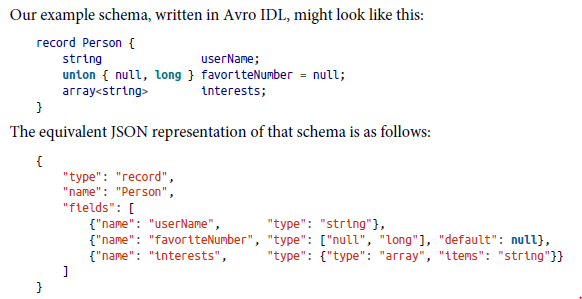 Our example schema, written in Avro IDL, might look like this:
record Person {
string userName;
union { null, long } favoriteNumber = null;
array<string> interests;
}
The equivalent JSON representation of that schema is as follows:
{
"type": "record",
"name": "Person",
"fields": [
{"name": "userName", "type": "string"},
{"name": "favoriteNumber", "type": ["null", "long"], "default": null},
{"name": "interests", "type": {"type": "array", "items": "string"}}
]
}